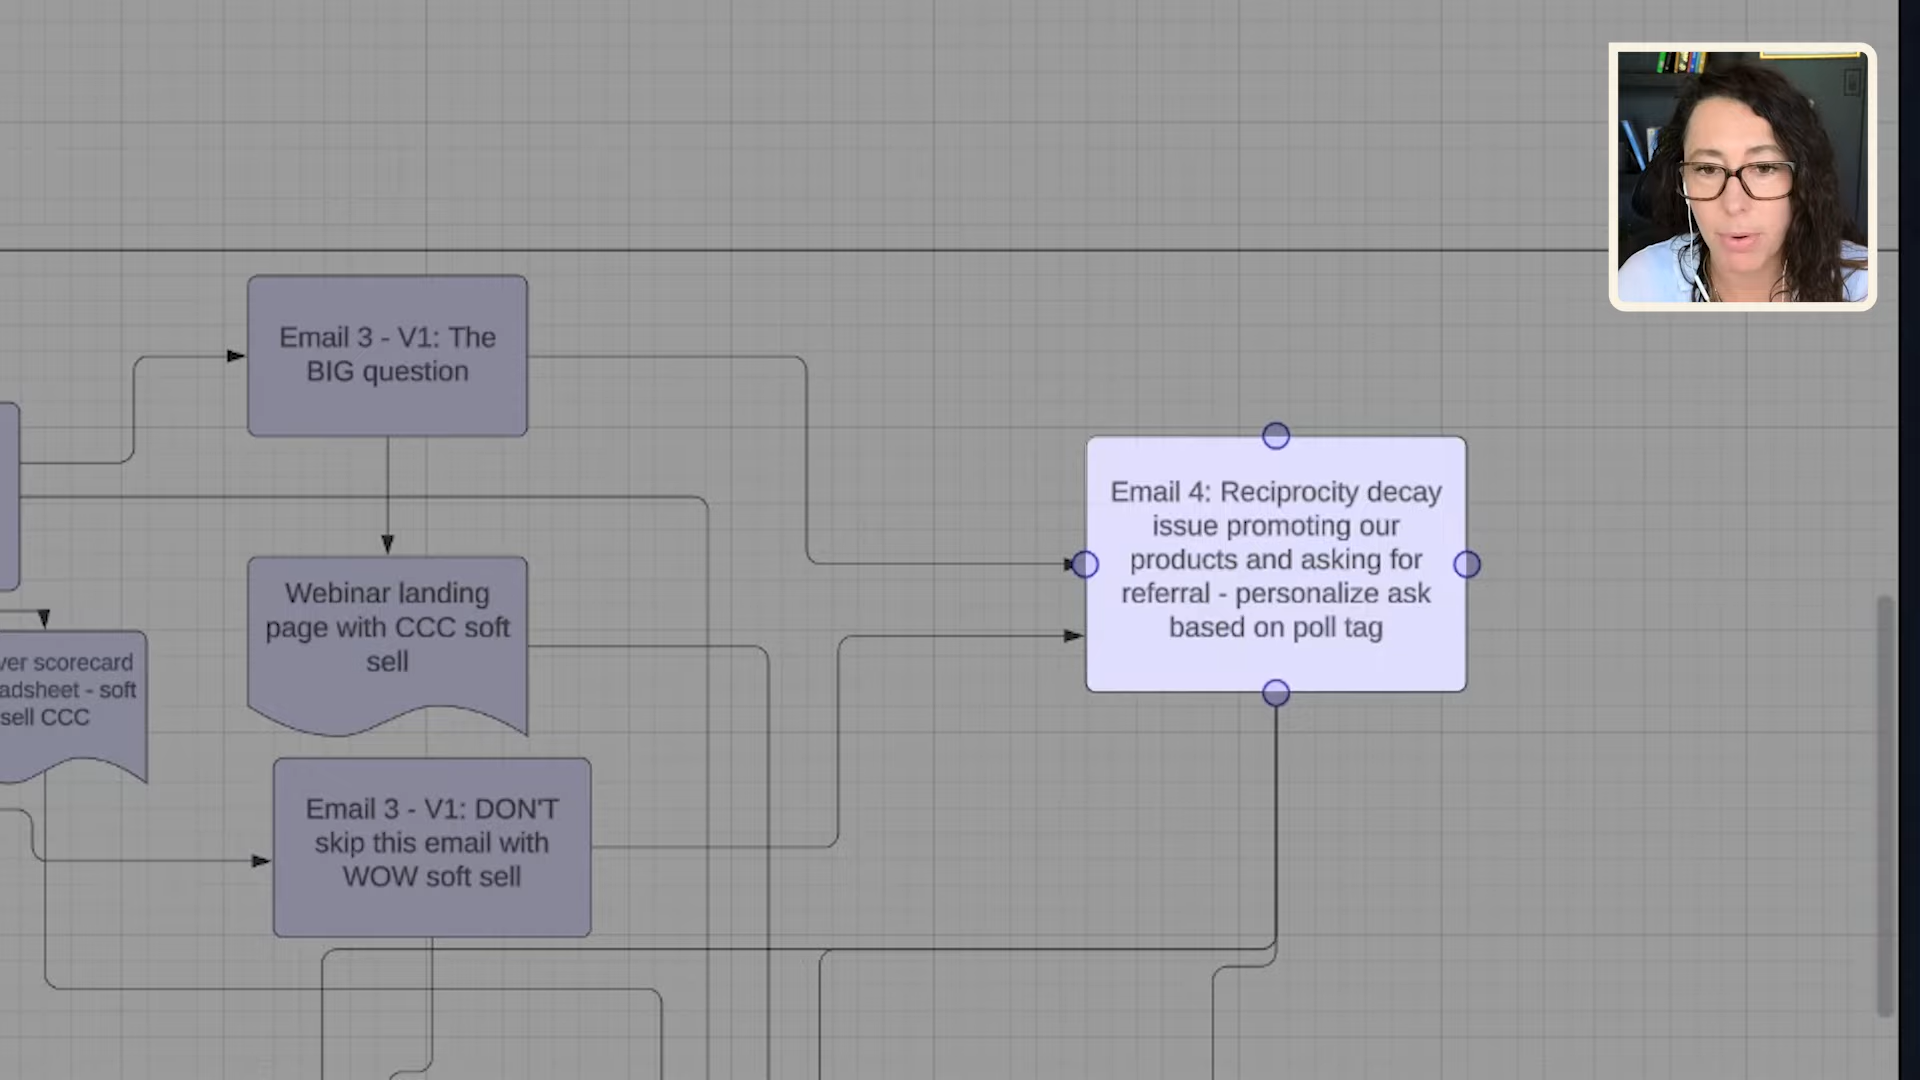 Email 3 - V1: The
BIG question
Email 4: Reciprocity decay
issue promoting our
products and asking for
referral - personalize ask
based on poll tag
Webinar landing
page with CCC soft
sell
scorecard
- soft
sell CCC
Email 3 - V1: DON'T
skip this email with
WOW soft sell